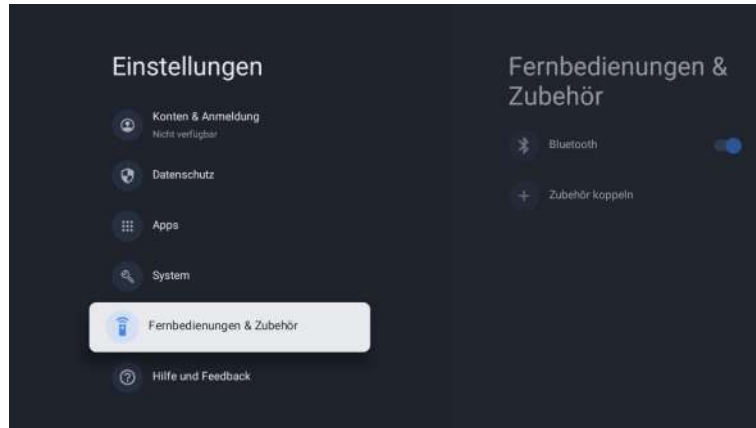 Einstellungen
Konten & Anmeldung
Nicht verfügbar
Datenschutz
Apps
System
Fernbedienungen & Zubehör
Hilfe und Feedback
Fernbedienungen &
Zubehör
Bluetooth
Zubehör koppeln